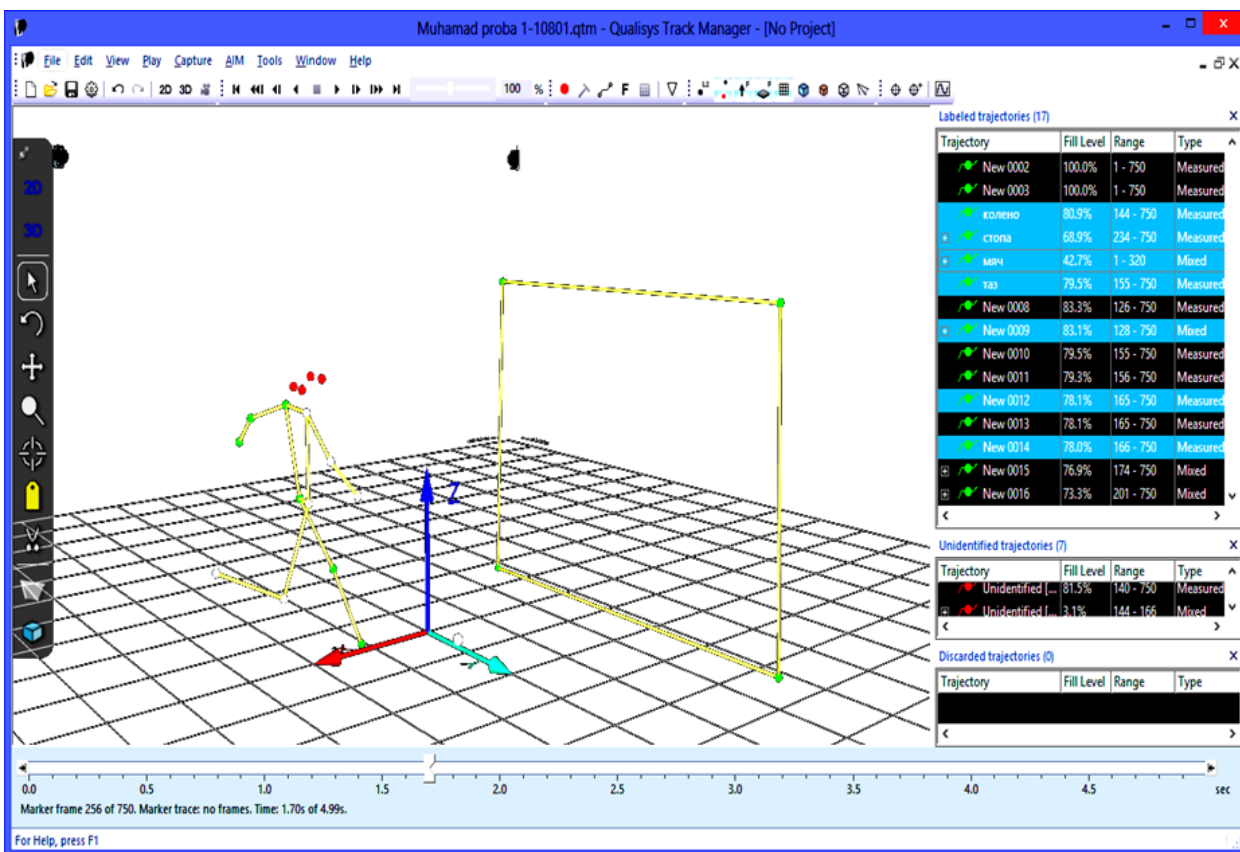 Muhamad proba 1-10801.qtm - Qualisys Track Manager - [No Project]
File Edit View Play Capture AIM Tools Window Help
2D 3D 100 % F
2D
3D
Z
Labeled trajectories (17)
Trajectory Fill Level Range Type
New 0002 100.0% 1 - 750 Measured
New 0003 100.0% 1 - 750 Measured
колено 80.9% 144 - 750 Measured
стопа 68.9% 234 - 750 Measured
мяч 42.7% 1 - 320 Mixed
таз 79.5% 155 - 750 Measured
New 0008 83.3% 126 - 750 Measured
New 0009 83.1% 128 - 750 Mixed
New 0010 79.5% 155 - 750 Measured
New 0011 79.3% 156 - 750 Measured
New 0012 78.1% 165 - 750 Measured
New 0013 78.1% 165 - 750 Measured
New 0014 78.0% 166 - 750 Measured
New 0015 76.9% 174 - 750 Mixed
New 0016 73.3% 201 - 750 Mixed
Unidentified trajectories (7)
Trajectory Fill Level Range Type
Unidentified [... 81.5% 140 - 750 Measured
Unidentified [... 3.1% 144 - 166 Mixed
Discarded trajectories (0)
Trajectory Fill Level Range Type
0.0 0.5 1.0 1.5 2.0 2.5 3.0 3.5 4.0 4.5 sec
Marker frame 256 of 750. Marker trace: no frames. Time: 1.70s of 4.99s.
For Help, press F1